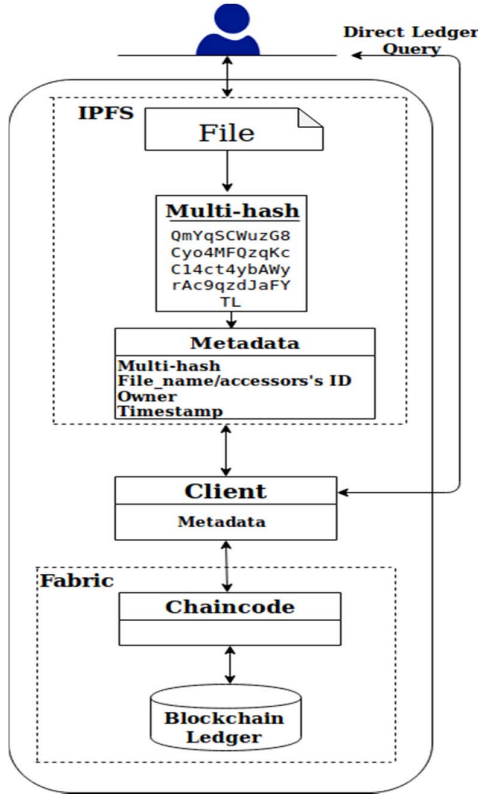 Direct Ledger
Query
IPFS
File
Multi-hash
QmYqSCWuzG8
Cyo4MFQzqKc
C14ct4ybAWy
rAc9qzdJaFY
TL
Metadata
Multi-hash
File_name/accessors's ID
Owner
Timestamp
Client
Metadata
Fabric
Chaincode
Blockchain
Ledger